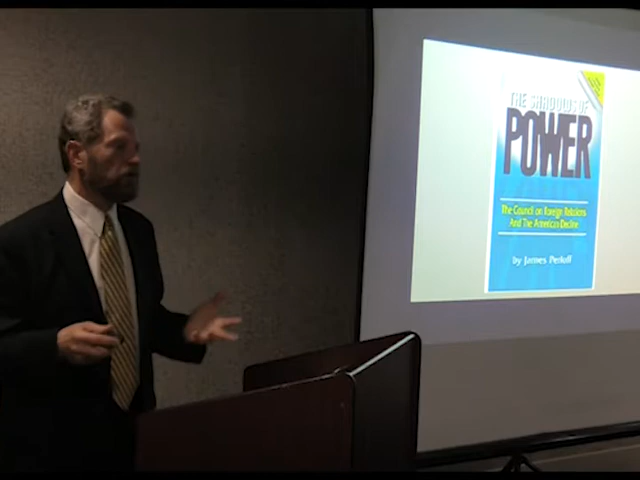 THE SHADOWS OF
POWER
The Council on Foreign Relations
And The American Decline
by James Perloff